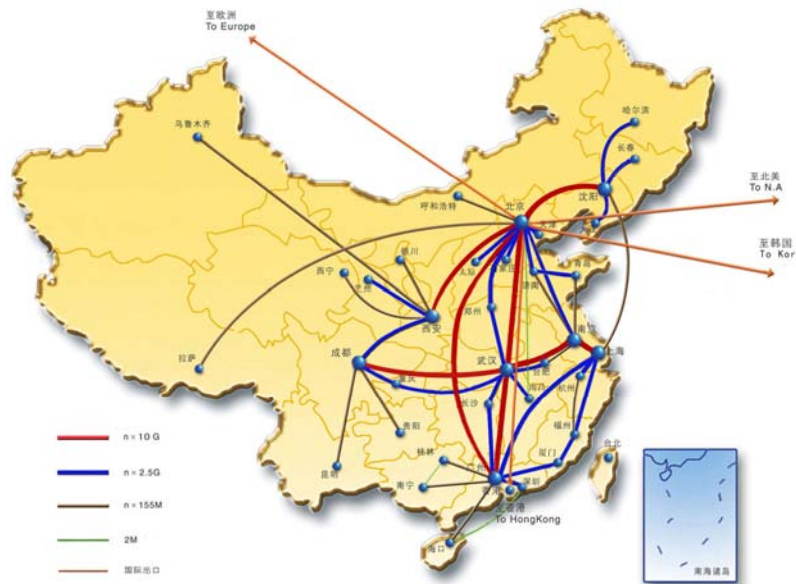 至欧洲
To Europe
乌鲁木齐
哈尔滨
长春
沈阳
至北美
To N.A
呼和浩特
北京
至韩国
To Kor
银川
西宁
兰州
太原
济南
青岛
郑州
西安
南京
上海
拉萨
成都
武汉
合肥
重庆
杭州
长沙
贵阳
福州
桂林
厦门
台北
昆明
南宁
广州
深圳
To HongKong
海口
n×10G
n×2.5G
n×155M
2M
国际出口
南海诸岛